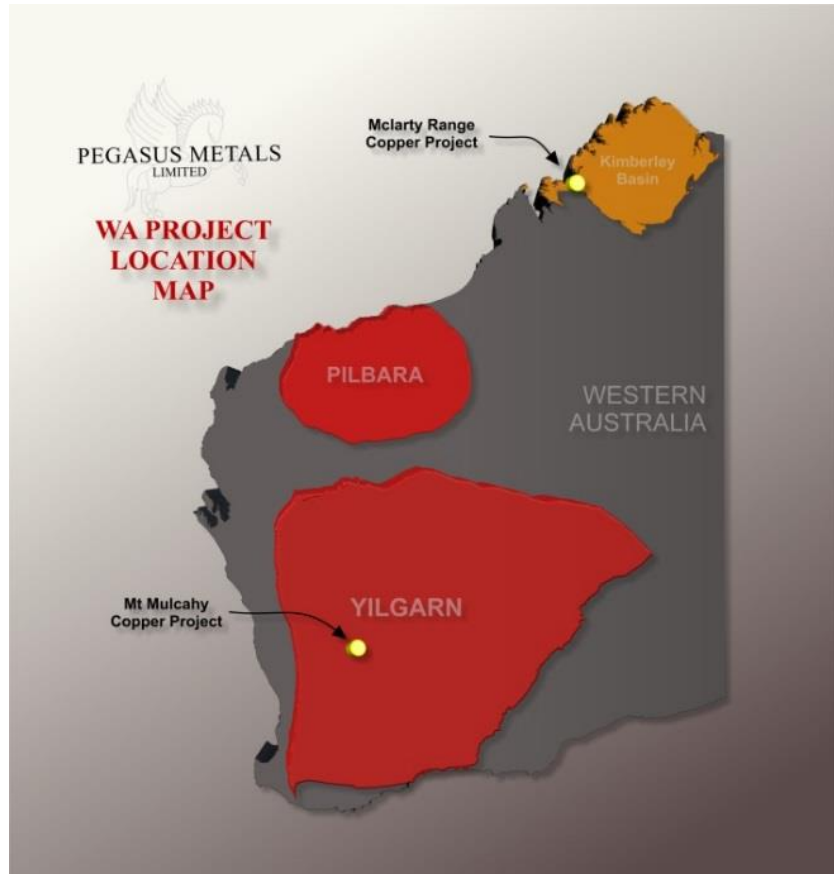 PEGASUS METALS
LIMITED
WA PROJECT
LOCATION
MAP
Mclarty Range
Copper Project
Kimberley
Basin
PILBARA
WESTERN
AUSTRALIA
YILGARN
Mt Mulcahy
Copper Project